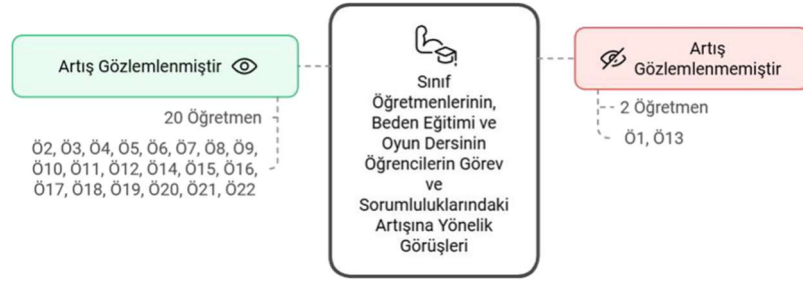 Artış Gözlemlenmiştir
20 Öğretmen
Ö2, Ö3, Ö4, Ö5, Ö6, Ö7, Ö8, Ö9,
Ö10, Ö11, Ö12, Ö14, Ö15, Ö16,
Ö17, Ö18, Ö19, Ö20, Ö21, Ö22
Sınıf
Öğretmenlerinin,
Beden Eğitimi ve
Oyun Dersinin
Öğrencilerin Görev
ve
Sorumluluklarındaki
Artışına Yönelik
Görüşleri
Artış
Gözlemlenmemiştir
2 Öğretmen
Ö1, Ö13